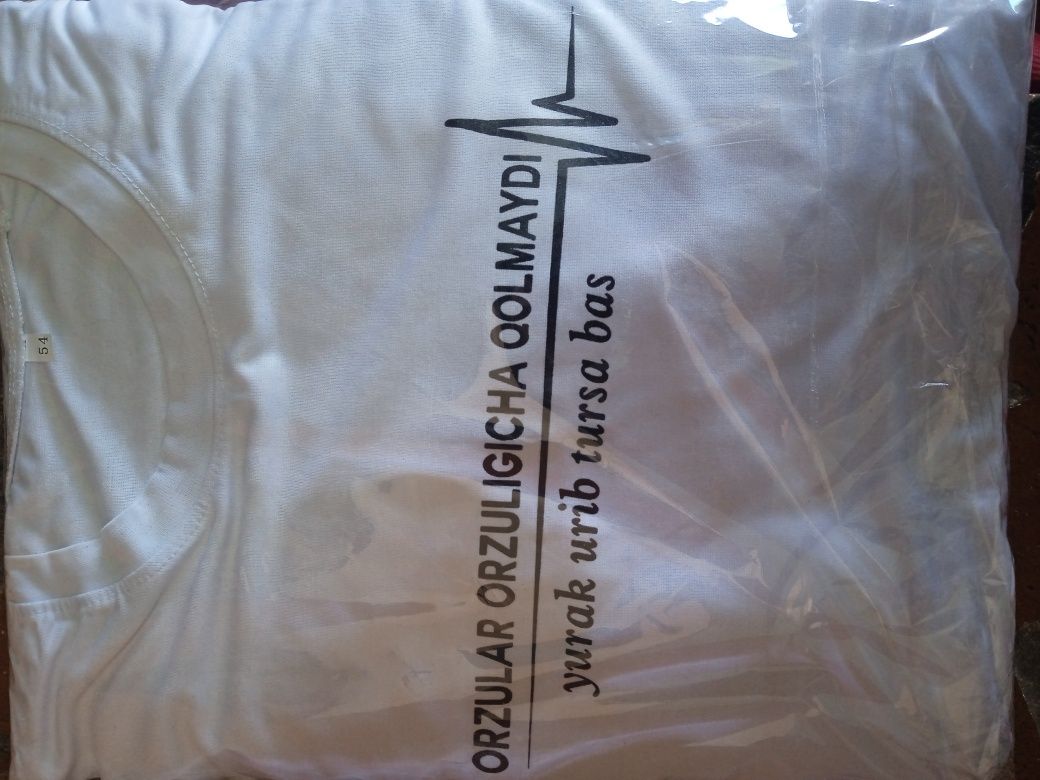 54
ORZULAR ORZULIGICHA QOLMAYDI
yurak urib tursa bas